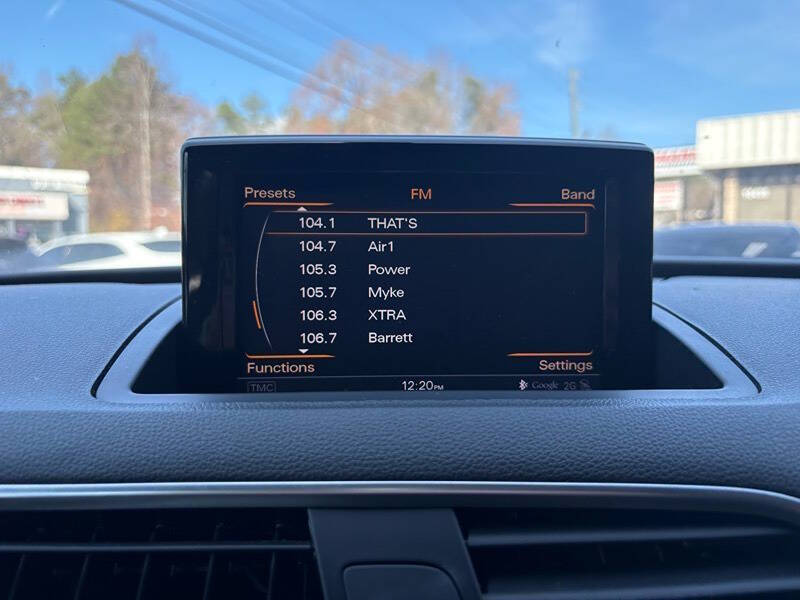 Presets FM Band
104.1 THAT'S
104.7 Air1
105.3 Power
105.7 Myke
106.3 XTRA
106.7 Barrett
Functions Settings
TMC 12:20PM Google 2G